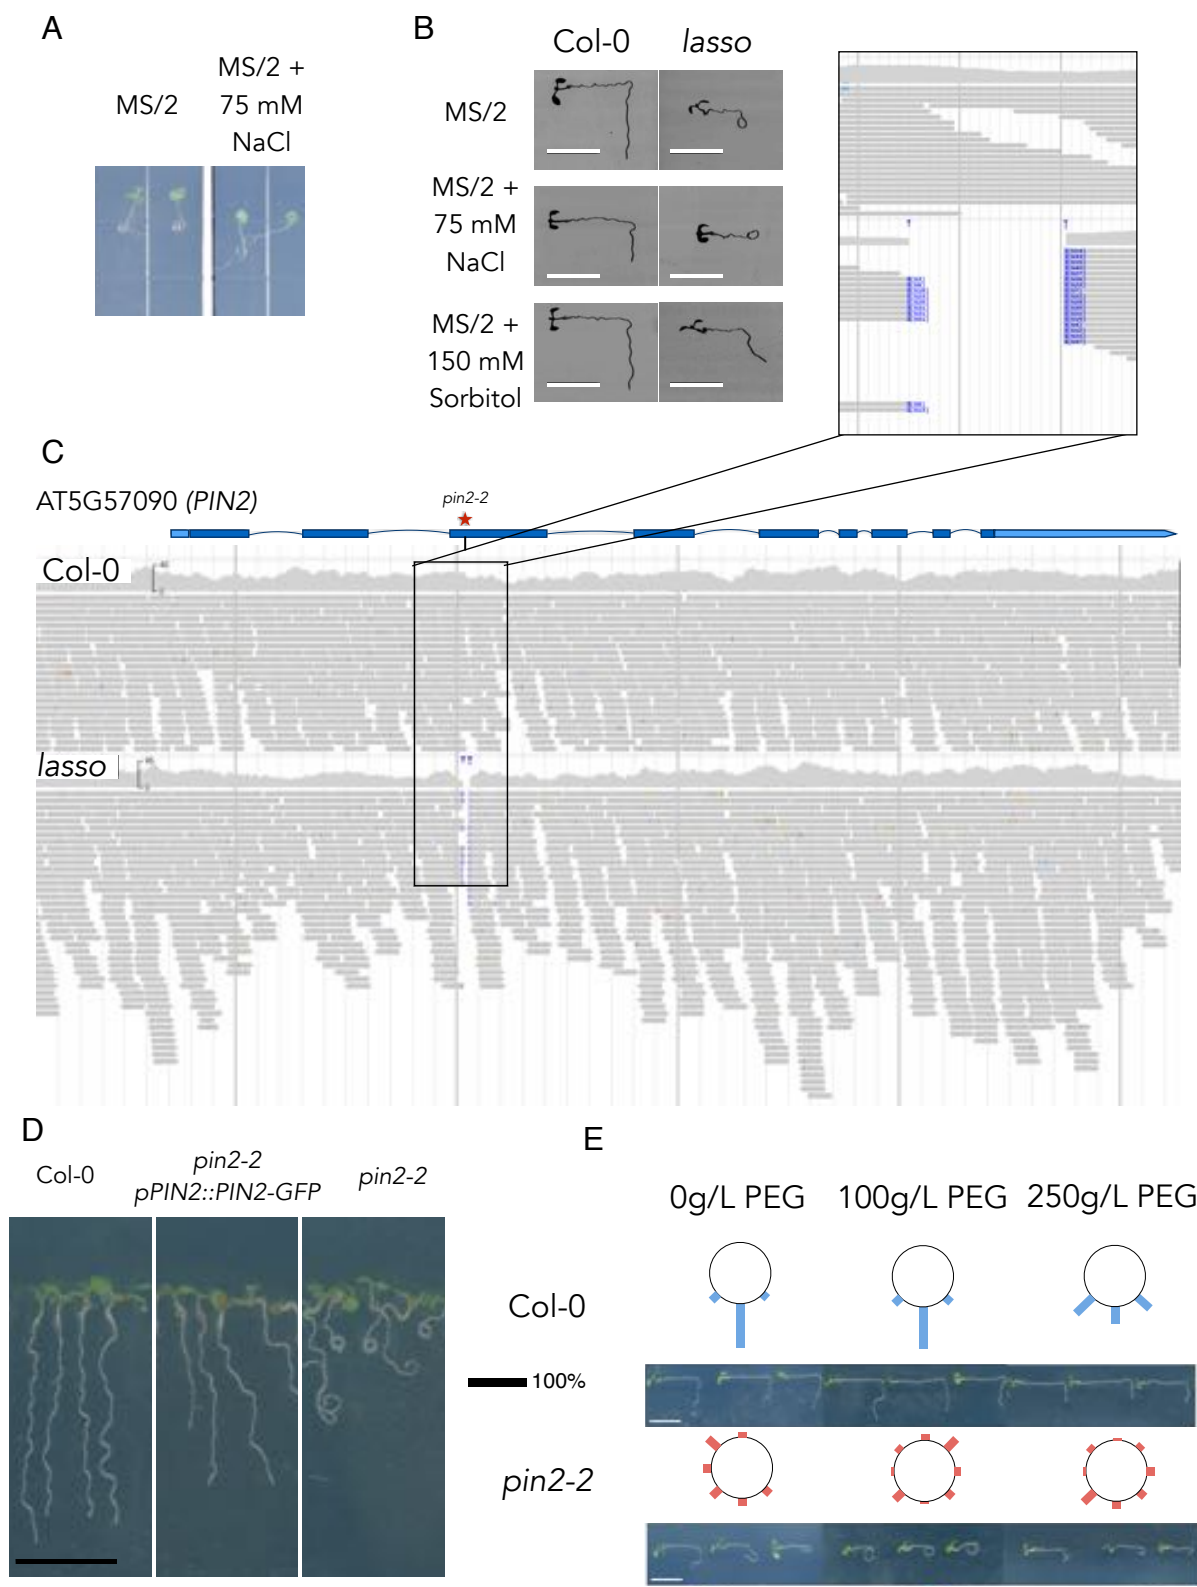 A
MS/2
MS/2 +
75 mM
NaCl
B
Col-0
lasso
MS/2
MS/2 +
75 mM
NaCl
MS/2 +
150 mM
Sorbitol
C
AT5G57090 (PIN2)
pin2-2
Col-0
lasso
D
Col-0
pin2-2
pPIN2::PIN2-GFP
pin2-2
E
0g/L PEG
100g/L PEG
250g/L PEG
Col-0
100%
pin2-2